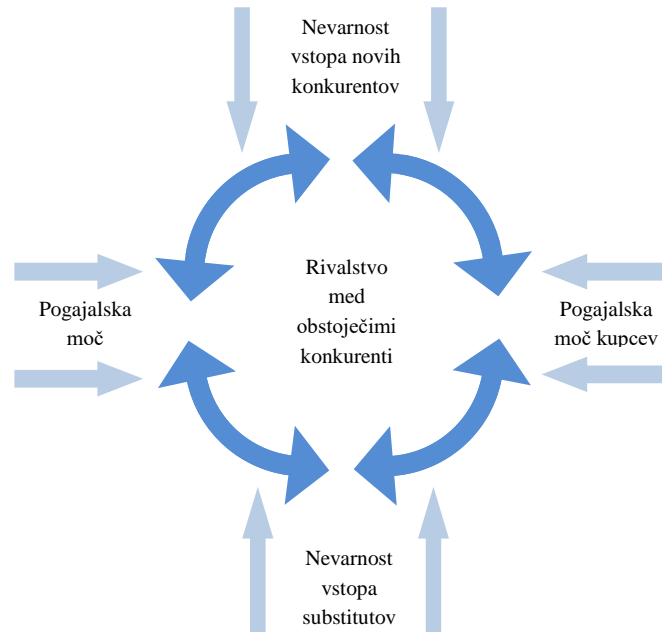 Nevarnost
vstopa novih
konkurentov
Rivalstvo
med
obstoječimi
konkurenti
Pogajalska
moč
Pogajalska
moč kupcev
Nevarnost
vstopa
substitutov